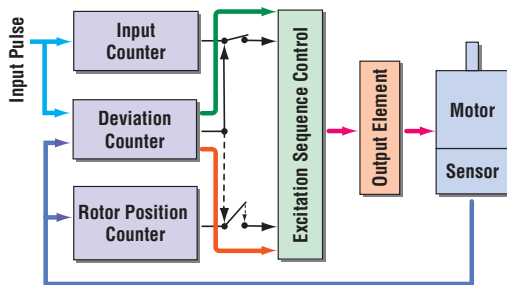 Input Pulse
Input
Counter
Deviation
Counter
Rotor Position
Counter
Excitation Sequence Control
Output Element
Motor
Sensor